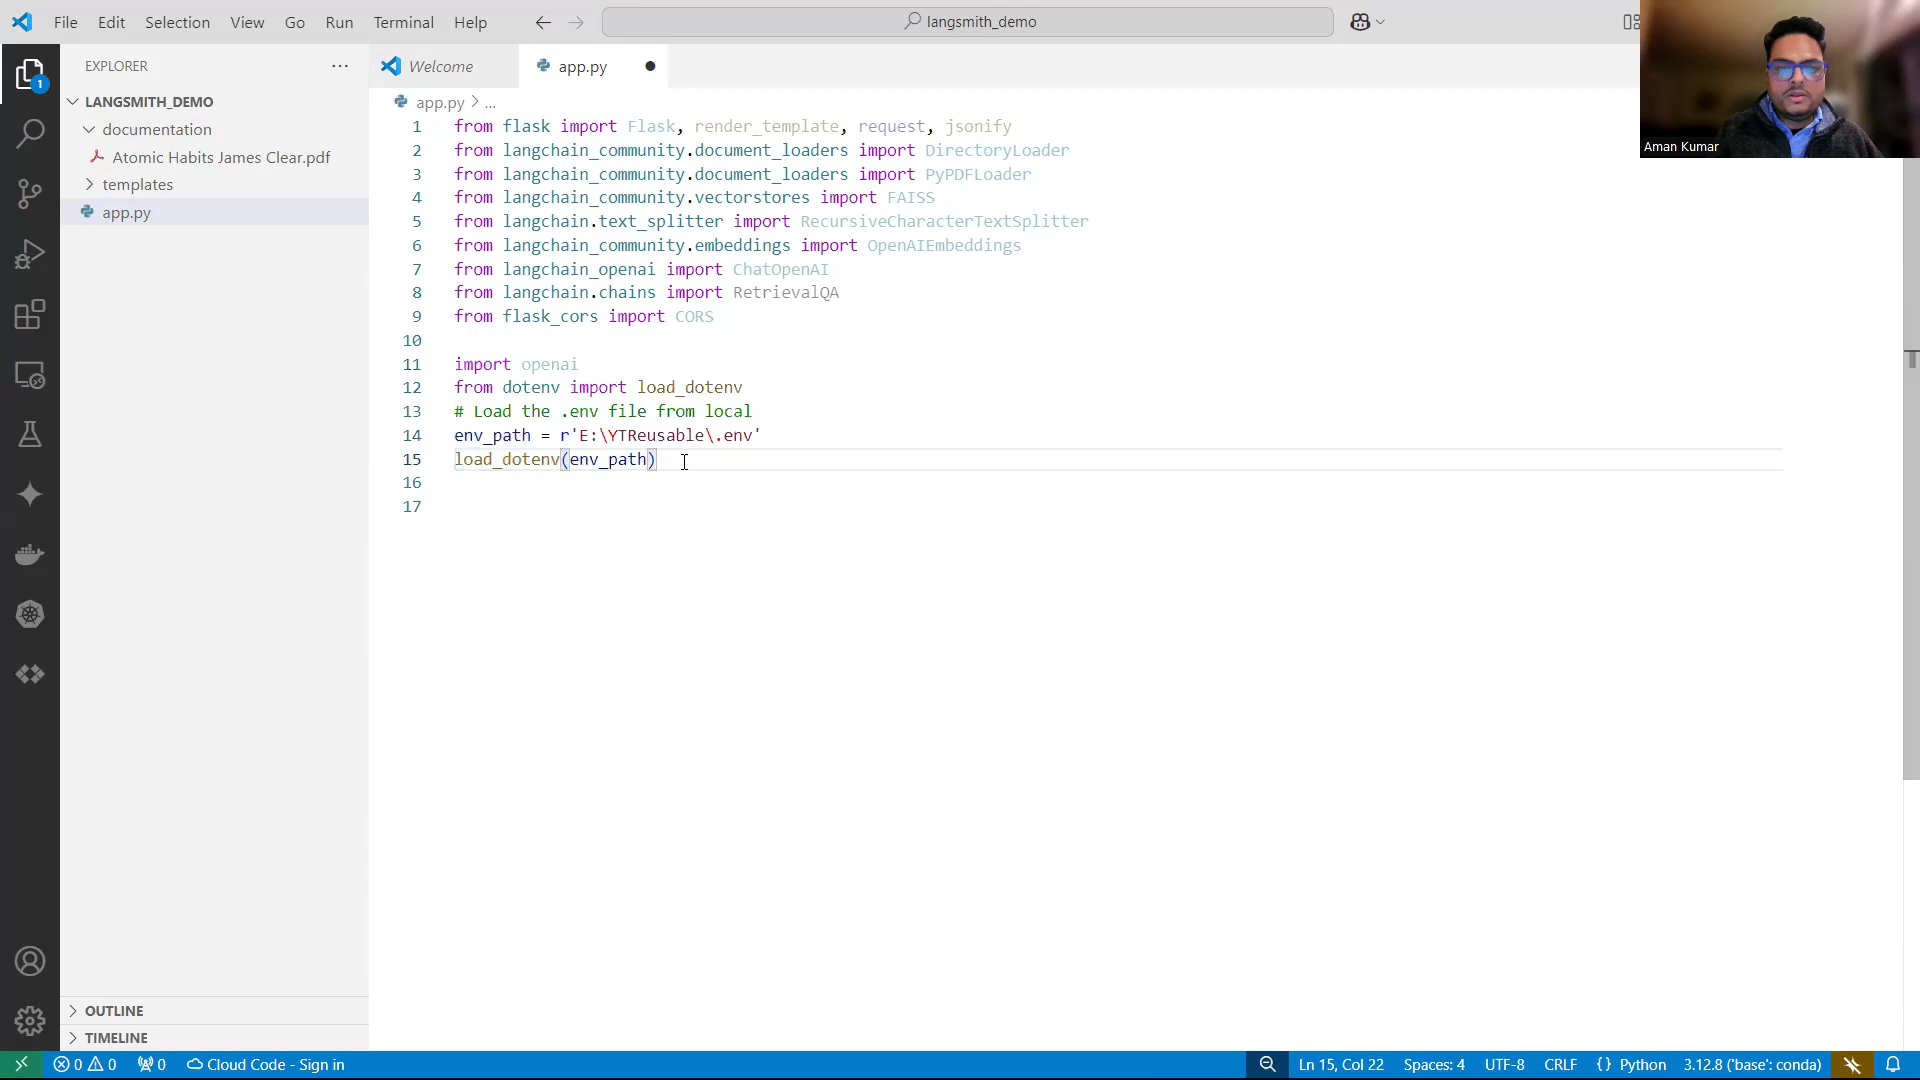 File Edit Selection View Go Run Terminal Help
langsmith_demo
Aman Kumar
EXPLORER
1
LANGSMITH_DEMO
documentation
Atomic Habits James Clear.pdf
templates
app.py
Welcome
app.py
app.py > ...
1 from flask import Flask, render_template, request, jsonify
2 from langchain_community.document_loaders import DirectoryLoader
3 from langchain_community.document_loaders import PyPDFLoader
4 from langchain_community.vectorstores import FAISS
5 from langchain.text_splitter import RecursiveCharacterTextSplitter
6 from langchain_community.embeddings import OpenAIEmbeddings
7 from langchain_openai import ChatOpenAI
8 from langchain.chains import RetrievalQA
9 from flask_cors import CORS
10
11 import openai
12 from dotenv import load_dotenv
13 # Load the .env file from local
14 env_path = r'E:\YTReusable\.env'
15 load_dotenv(env_path)
16
17
OUTLINE
TIMELINE
0 0 0 Cloud Code - Sign in Ln 15, Col 22 Spaces: 4 UTF-8 CRLF {} Python 3.12.8 ('base': conda)